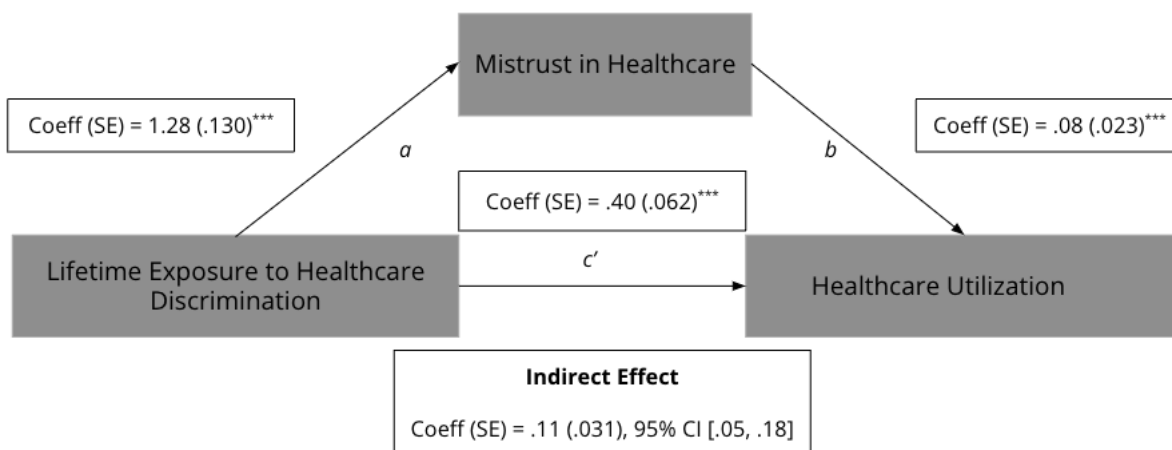 Mistrust in Healthcare
Coeff (SE) = 1.28 (.130)***
Coeff (SE) = .08 (.023)***
a
b
Coeff (SE) = .40 (.062)***
c’
Lifetime Exposure to Healthcare
Discrimination
Healthcare Utilization
Indirect Effect
Coeff (SE) = .11 (.031), 95% CI [.05, .18]